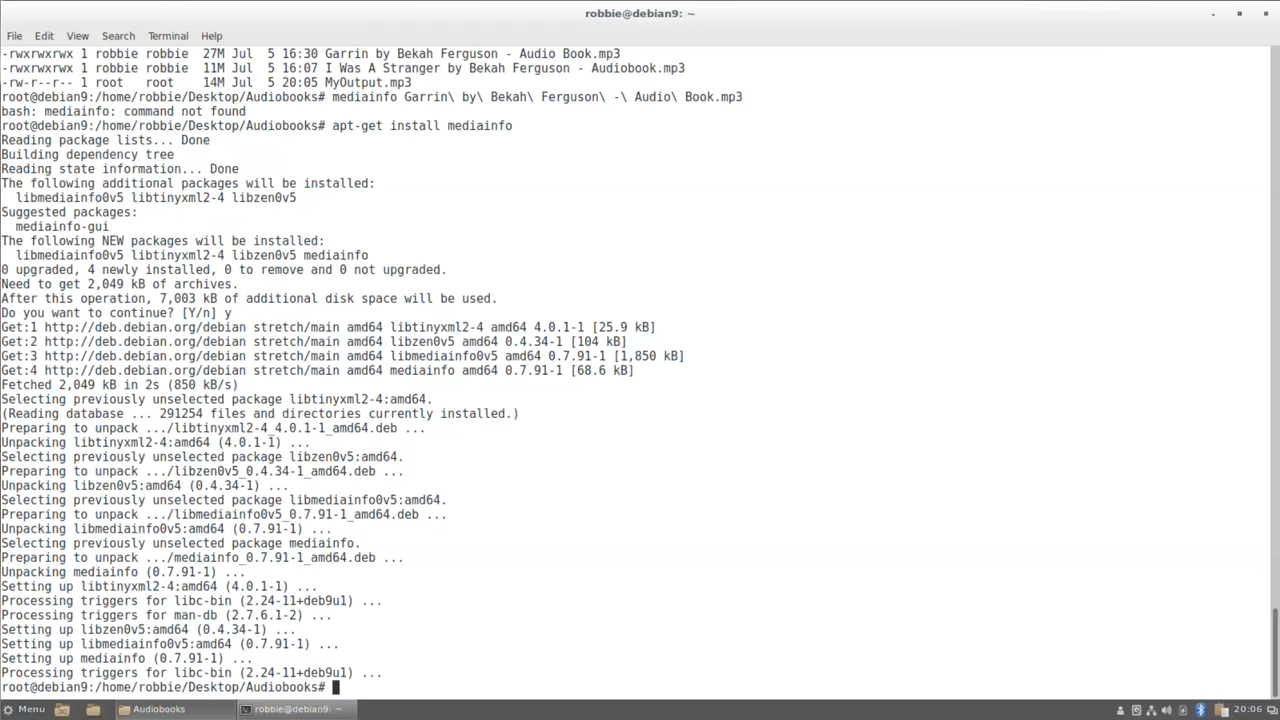 robbie@debian9: ~
File Edit View Search Terminal Help
-rwxrwxrwx 1 robbie robbie  27M Jul  5 16:30 Garrin by Bekah Ferguson - Audio Book.mp3
-rwxrwxrwx 1 robbie robbie  11M Jul  5 16:07 I Was A Stranger by Bekah Ferguson - Audiobook.mp3
-rw-r--r-- 1 root   root    14M Jul  5 20:05 MyOutput.mp3
root@debian9:/home/robbie/Desktop/Audiobooks# mediainfo Garrin\ by\ Bekah\ Ferguson\ -\ Audio\ Book.mp3
bash: mediainfo: command not found
root@debian9:/home/robbie/Desktop/Audiobooks# apt-get install mediainfo
Reading package lists... Done
Building dependency tree
Reading state information... Done
The following additional packages will be installed:
  libmediainfo0v5 libtinyxml2-4 libzen0v5
Suggested packages:
  mediainfo-gui
The following NEW packages will be installed:
  libmediainfo0v5 libtinyxml2-4 libzen0v5 mediainfo
0 upgraded, 4 newly installed, 0 to remove and 0 not upgraded.
Need to get 2,049 kB of archives.
After this operation, 7,003 kB of additional disk space will be used.
Do you want to continue? [Y/n] y
Get:1 http://deb.debian.org/debian stretch/main amd64 libtinyxml2-4 amd64 4.0.1-1 [25.9 kB]
Get:2 http://deb.debian.org/debian stretch/main amd64 libzen0v5 amd64 0.4.34-1 [104 kB]
Get:3 http://deb.debian.org/debian stretch/main amd64 libmediainfo0v5 amd64 0.7.91-1 [1,850 kB]
Get:4 http://deb.debian.org/debian stretch/main amd64 mediainfo amd64 0.7.91-1 [68.6 kB]
Fetched 2,049 kB in 2s (850 kB/s)
Selecting previously unselected package libtinyxml2-4:amd64.
(Reading database ... 291254 files and directories currently installed.)
Preparing to unpack .../libtinyxml2-4_4.0.1-1_amd64.deb ...
Unpacking libtinyxml2-4:amd64 (4.0.1-1) ...
Selecting previously unselected package libzen0v5:amd64.
Preparing to unpack .../libzen0v5_0.4.34-1_amd64.deb ...
Unpacking libzen0v5:amd64 (0.4.34-1) ...
Selecting previously unselected package libmediainfo0v5:amd64.
Preparing to unpack .../libmediainfo0v5_0.7.91-1_amd64.deb ...
Unpacking libmediainfo0v5:amd64 (0.7.91-1) ...
Selecting previously unselected package mediainfo.
Preparing to unpack .../mediainfo_0.7.91-1_amd64.deb ...
Unpacking mediainfo (0.7.91-1) ...
Setting up libtinyxml2-4:amd64 (4.0.1-1) ...
Processing triggers for libc-bin (2.24-11+deb9u1) ...
Processing triggers for man-db (2.7.6.1-2) ...
Setting up libzen0v5:amd64 (0.4.34-1) ...
Setting up libmediainfo0v5:amd64 (0.7.91-1) ...
Setting up mediainfo (0.7.91-1) ...
Processing triggers for libc-bin (2.24-11+deb9u1) ...
root@debian9:/home/robbie/Desktop/Audiobooks#
Menu Audiobooks robbie@debian9: ~ 20:06